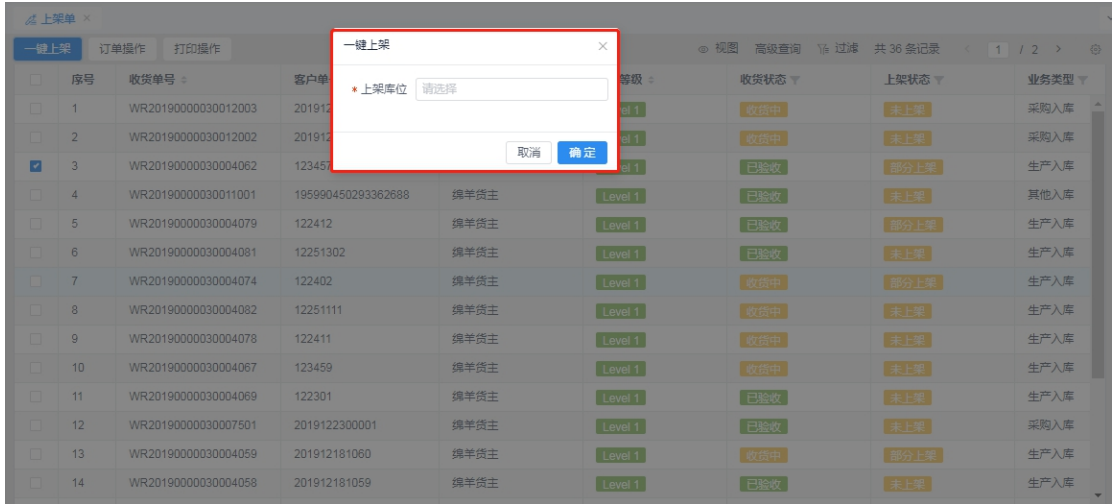 上架单 ×
一键上架 订单操作 打印操作 视图 高级查询 过滤 共 36 条记录 < 1 / 2 >
一键上架 ×
* 上架库位 请选择
取消 确定
序号 收货单号 客户单 等级 收货状态 上架状态 业务类型
1 WR20190000030012003 201912 el 1 收货中 未上架 采购入库
2 WR20190000030012002 201912 el 1 收货中 未上架 采购入库
3 WR20190000030004062 123457 el 1 已验收 部分上架 生产入库
4 WR20190000030011001 195990450293362688 绵羊货主 Level 1 已验收 未上架 其他入库
5 WR20190000030004079 122412 绵羊货主 Level 1 已验收 部分上架 生产入库
6 WR20190000030004081 12251302 绵羊货主 Level 1 已验收 未上架 生产入库
7 WR20190000030004074 122402 绵羊货主 Level 1 收货中 部分上架 生产入库
8 WR20190000030004082 12251111 绵羊货主 Level 1 收货中 未上架 生产入库
9 WR20190000030004078 122411 绵羊货主 Level 1 收货中 未上架 生产入库
10 WR20190000030004067 123459 绵羊货主 Level 1 收货中 未上架 生产入库
11 WR20190000030004069 122301 绵羊货主 Level 1 已验收 未上架 生产入库
12 WR20190000030007501 2019122300001 绵羊货主 Level 1 已验收 未上架 采购入库
13 WR20190000030004059 201912181060 绵羊货主 Level 1 收货中 部分上架 生产入库
14 WR20190000030004058 201912181059 绵羊货主 Level 1 已验收 未上架 生产入库